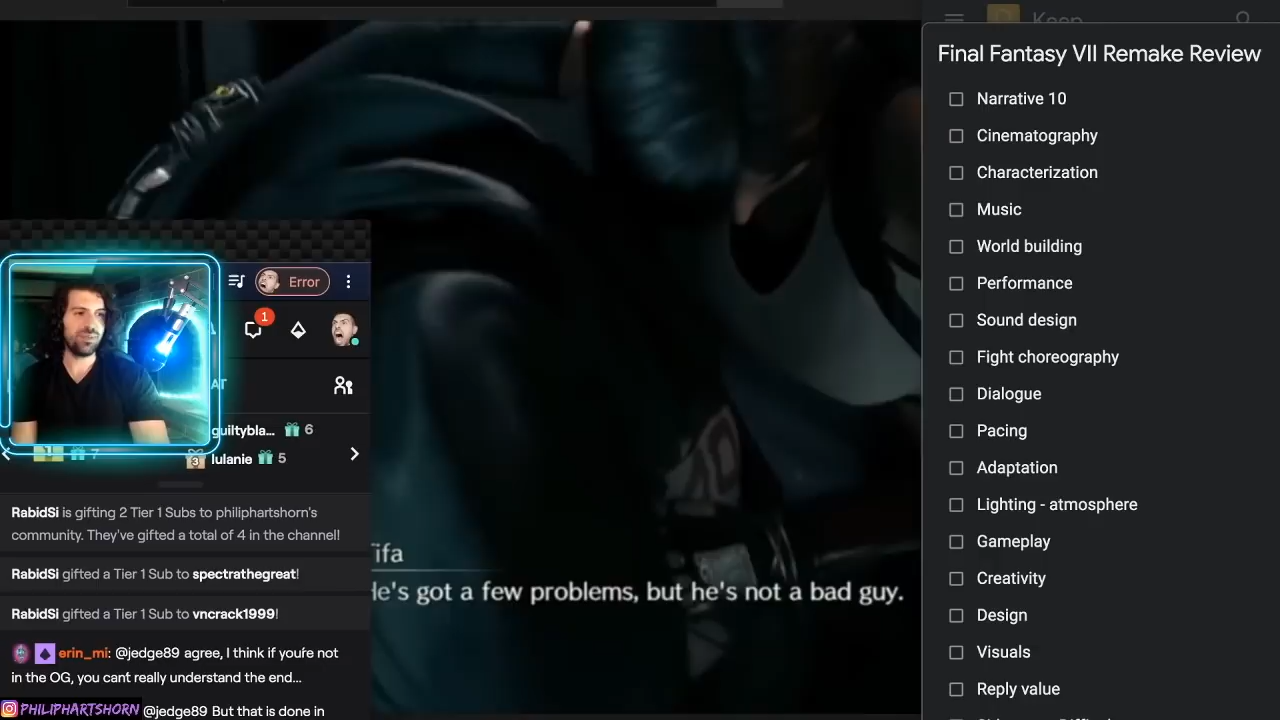 Keep
Final Fantasy VII Remake Review
Narrative 10
Cinematography
Characterization
Music
World building
Performance
Sound design
Fight choreography
Dialogue
Pacing
Adaptation
Lighting - atmosphere
Gameplay
Creativity
Design
Visuals
Reply value
Error
1
AT
guiltybla... 6
7
3 lulanie 5
RabidSi is gifting 2 Tier 1 Subs to philiphartshorn's
community. They've gifted a total of 4 in the channel!
RabidSi gifted a Tier 1 Sub to spectrathegreat!
RabidSi gifted a Tier 1 Sub to vncrack1999!
erin_mi: @jedge89 agree, I think if you're not
in the OG, you cant really understand the end...
@jedge89 But that is done in
PHILIPHARTSHORN
got a few problems, but he's not a bad guy.